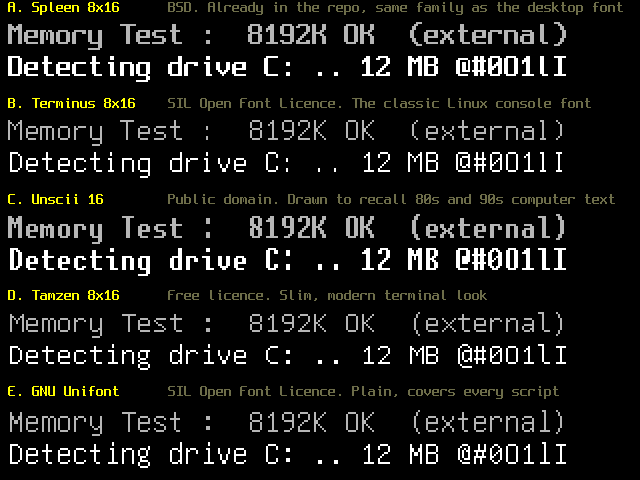 A. Spleen 8x16 BSD. Already in the repo, same family as the desktop font
Memory Test : 8192K OK (external)
Detecting drive C: .. 12 MB @#0O1lI
B. Terminus 8x16 SIL Open Font Licence. The classic Linux console font
Memory Test : 8192K OK (external)
Detecting drive C: .. 12 MB @#0O1lI
C. Unscii 16 Public domain. Drawn to recall 80s and 90s computer text
Memory Test : 8192K OK (external)
Detecting drive C: .. 12 MB @#0O1lI
D. Tamzen 8x16 Free licence. Slim, modern terminal look
Memory Test : 8192K OK (external)
Detecting drive C: .. 12 MB @#0O1lI
E. GNU Unifont SIL Open Font Licence. Plain, covers every script
Memory Test : 8192K OK (external)
Detecting drive C: .. 12 MB @#0O1lI